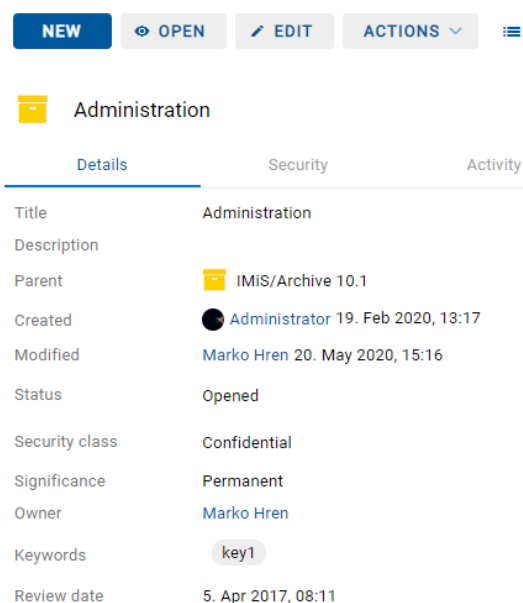 NEW OPEN EDIT ACTIONS
Administration
Details Security Activity
Title Administration
Description
Parent IMiS/Archive 10.1
Created Administrator 19. Feb 2020, 13:17
Modified Marko Hren 20. May 2020, 15:16
Status Opened
Security class Confidential
Significance Permanent
Owner Marko Hren
Keywords key1
Review date 5. Apr 2017, 08:11